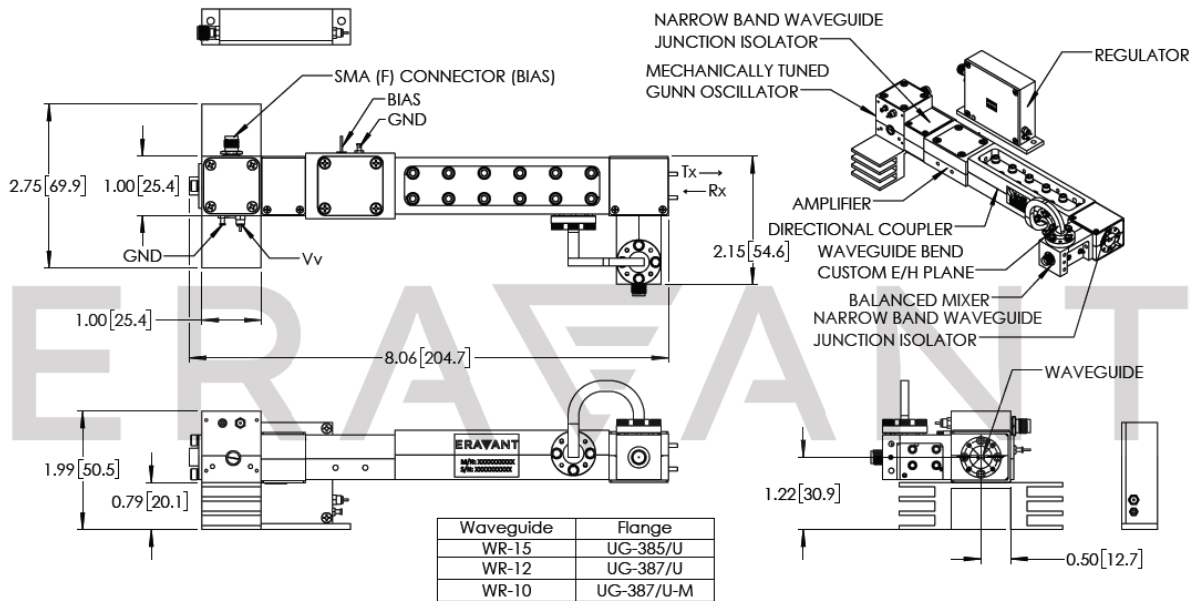 NARROW BAND WAVEGUIDE
JUNCTION ISOLATOR
MECHANICALLY TUNED
GUNN OSCILLATOR
REGULATOR
SMA (F) CONNECTOR (BIAS)
BIAS
GND
2.75[69.9]
1.00[25.4]
Tx
Rx
2.15[54.6]
GND
Vv
1.00[25.4]
8.06[204.7]
AMPLIFIER
DIRECTIONAL COUPLER
WAVEGUIDE BEND
CUSTOM E/H PLANE
BALANCED MIXER
NARROW BAND WAVEGUIDE
JUNCTION ISOLATOR
ERAVANT
WAVEGUIDE
1.99[50.5]
0.79[20.1]
ERAVANT
M/N: XXXXXXXXXX
S/N: XXXXXXXXXX
1.22[30.9]
0.50[12.7]
Waveguide Flange
WR-15 UG-385/U
WR-12 UG-387/U
WR-10 UG-387/U-M